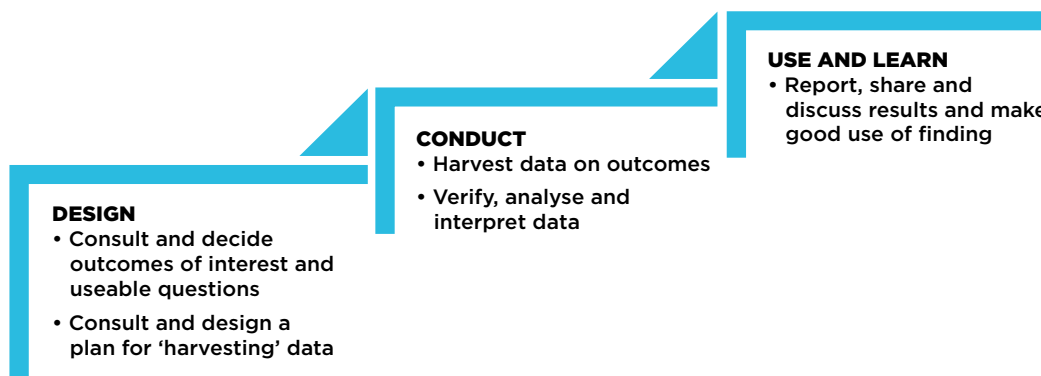 DESIGN
• Consult and decide
outcomes of interest and
useable questions
• Consult and design a
plan for ‘harvesting’ data
CONDUCT
• Harvest data on outcomes
• Verify, analyse and
interpret data
USE AND LEARN
• Report, share and
discuss results and make
good use of finding